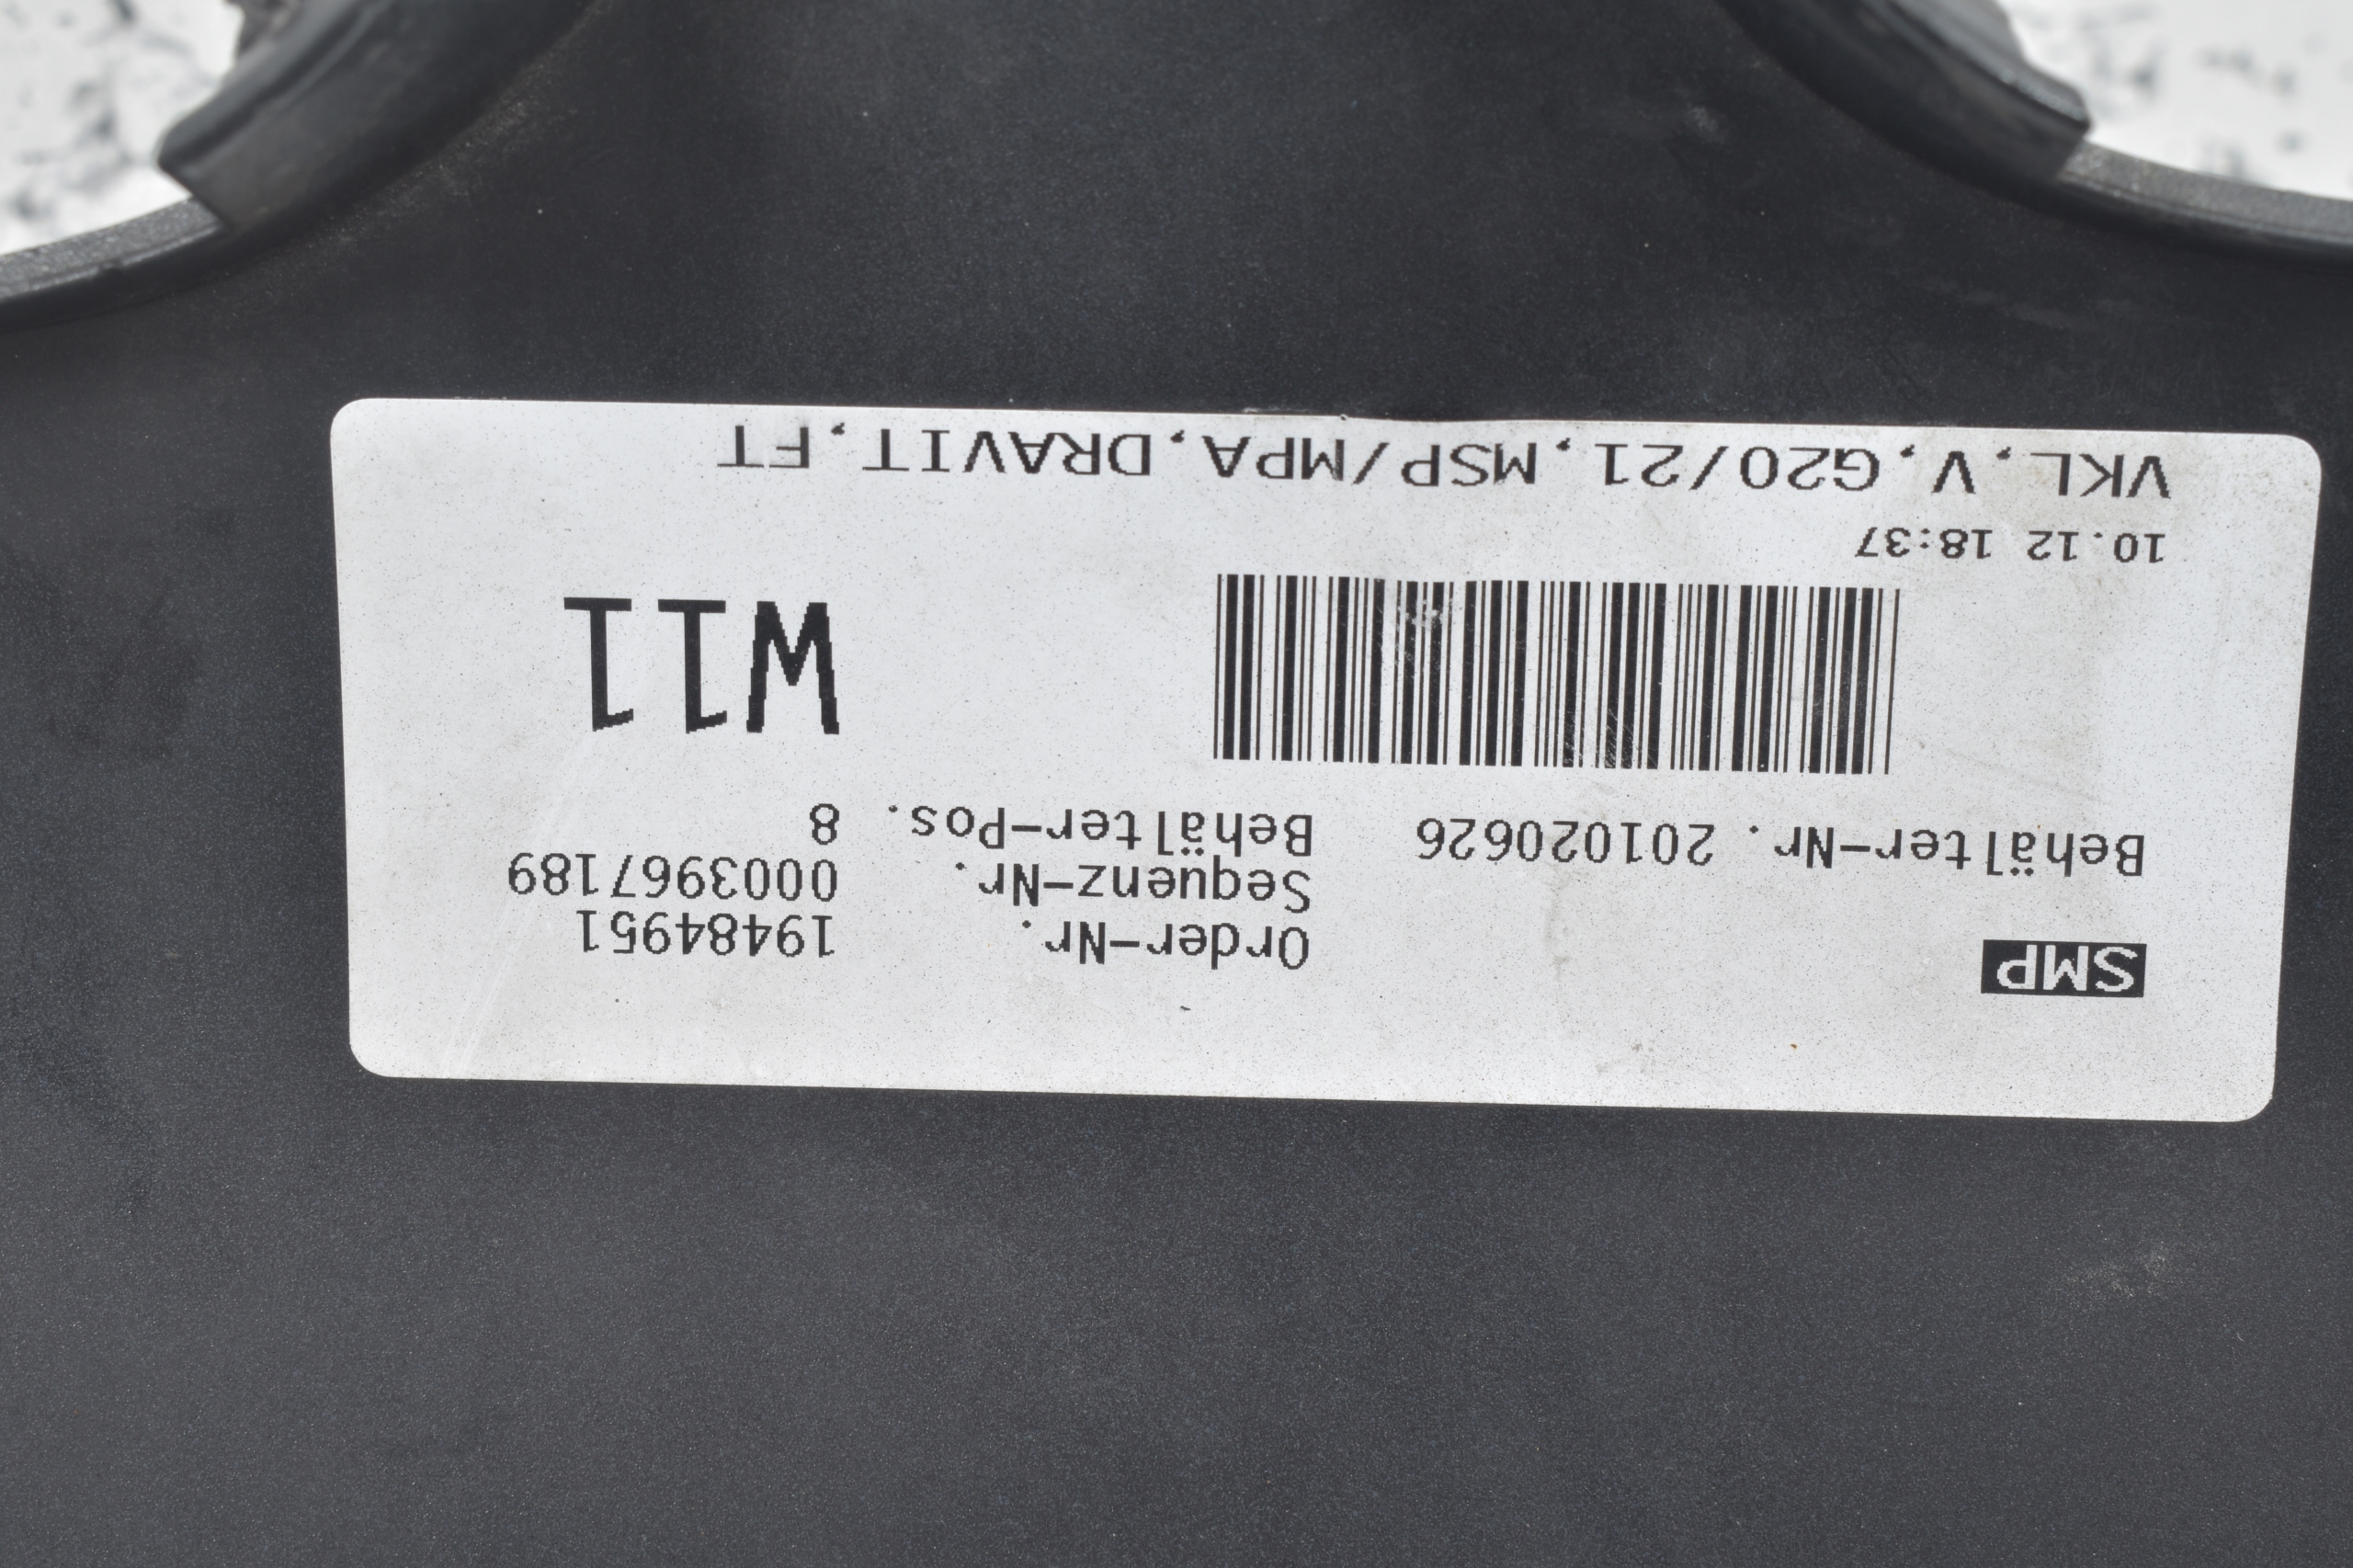 SMP
Order-Nr. 19484951
Sequenz-Nr. 0003967189
Behälter-Nr. 201020626 Behälter-Pos. 8
W11
10.12 18:37
VKL,V,G20/21,MSP/MPA,DRAVIT,FT